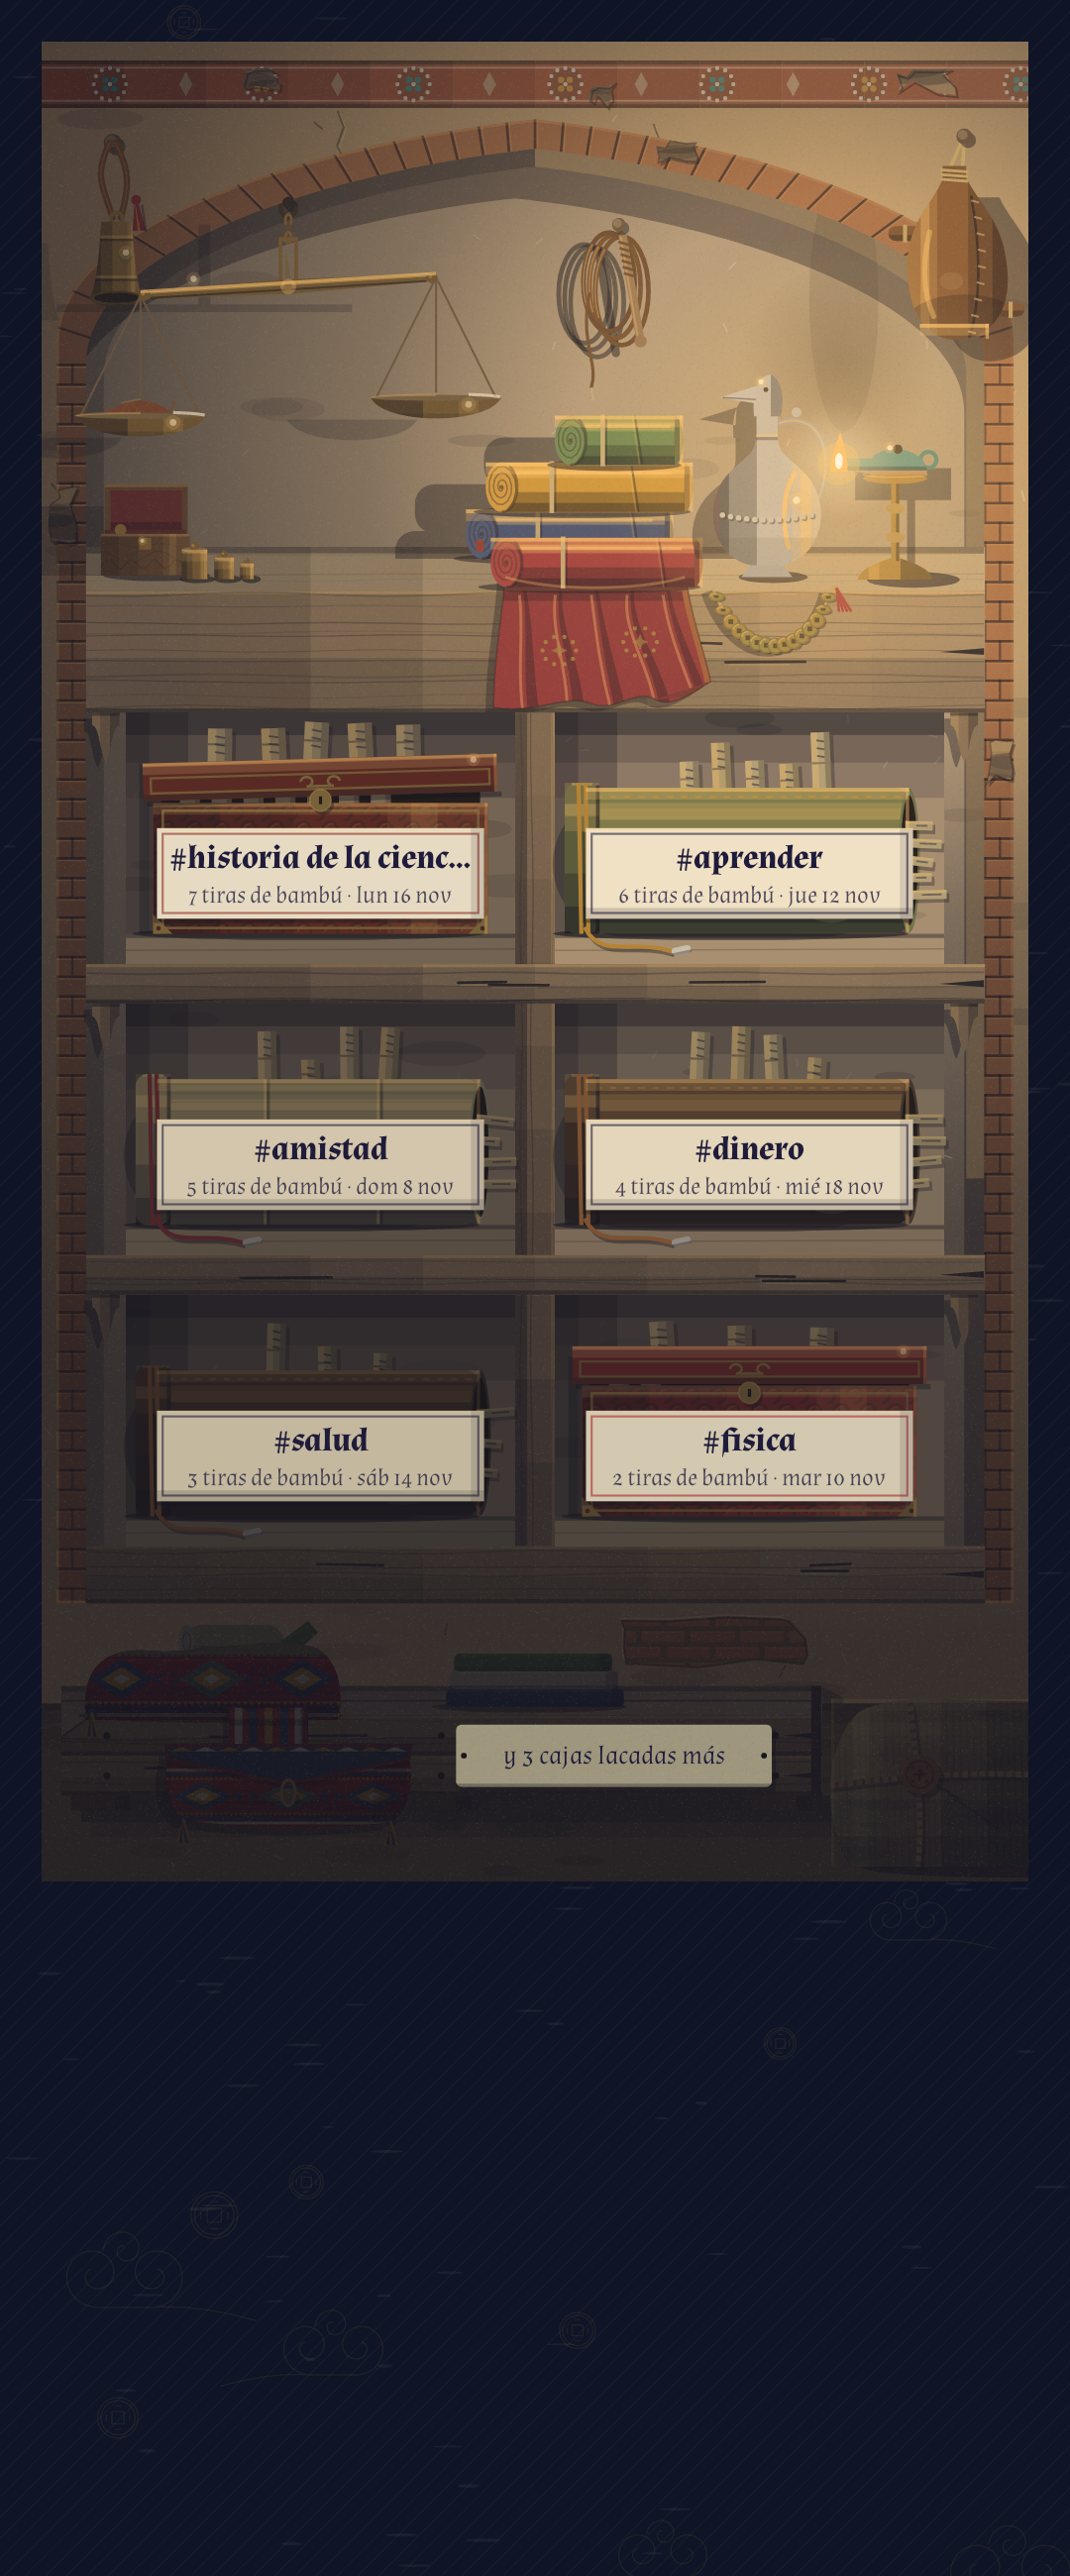 #historia de la cienc...
7 tiras de bambú · lun 16 nov
#aprender
6 tiras de bambú · jue 12 nov
#amistad
5 tiras de bambú · dom 8 nov
#dinero
4 tiras de bambú · mié 18 nov
#salud
3 tiras de bambú · sáb 14 nov
#fisica
2 tiras de bambú · mar 10 nov
y 3 cajas lacadas más